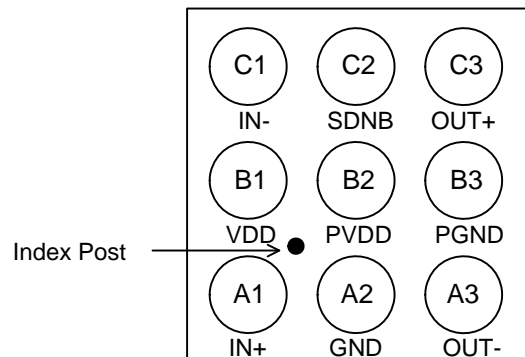 C1 C2 C3
IN- SDNB OUT+
B1 B2 B3
VDD PVDD PGND
Index Post
A1 A2 A3
IN+ GND OUT-